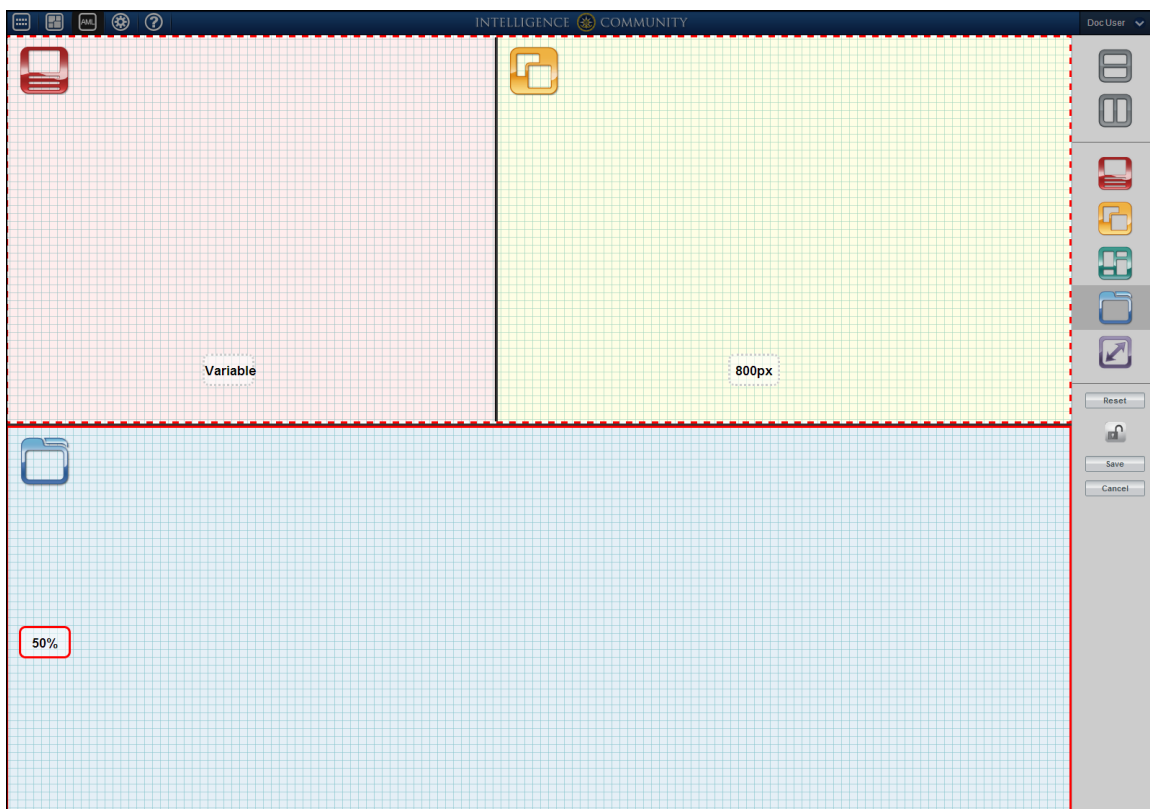 AML
?
INTELLIGENCE COMMUNITY
Doc User
Variable
800px
Reset
Save
Cancel
50%